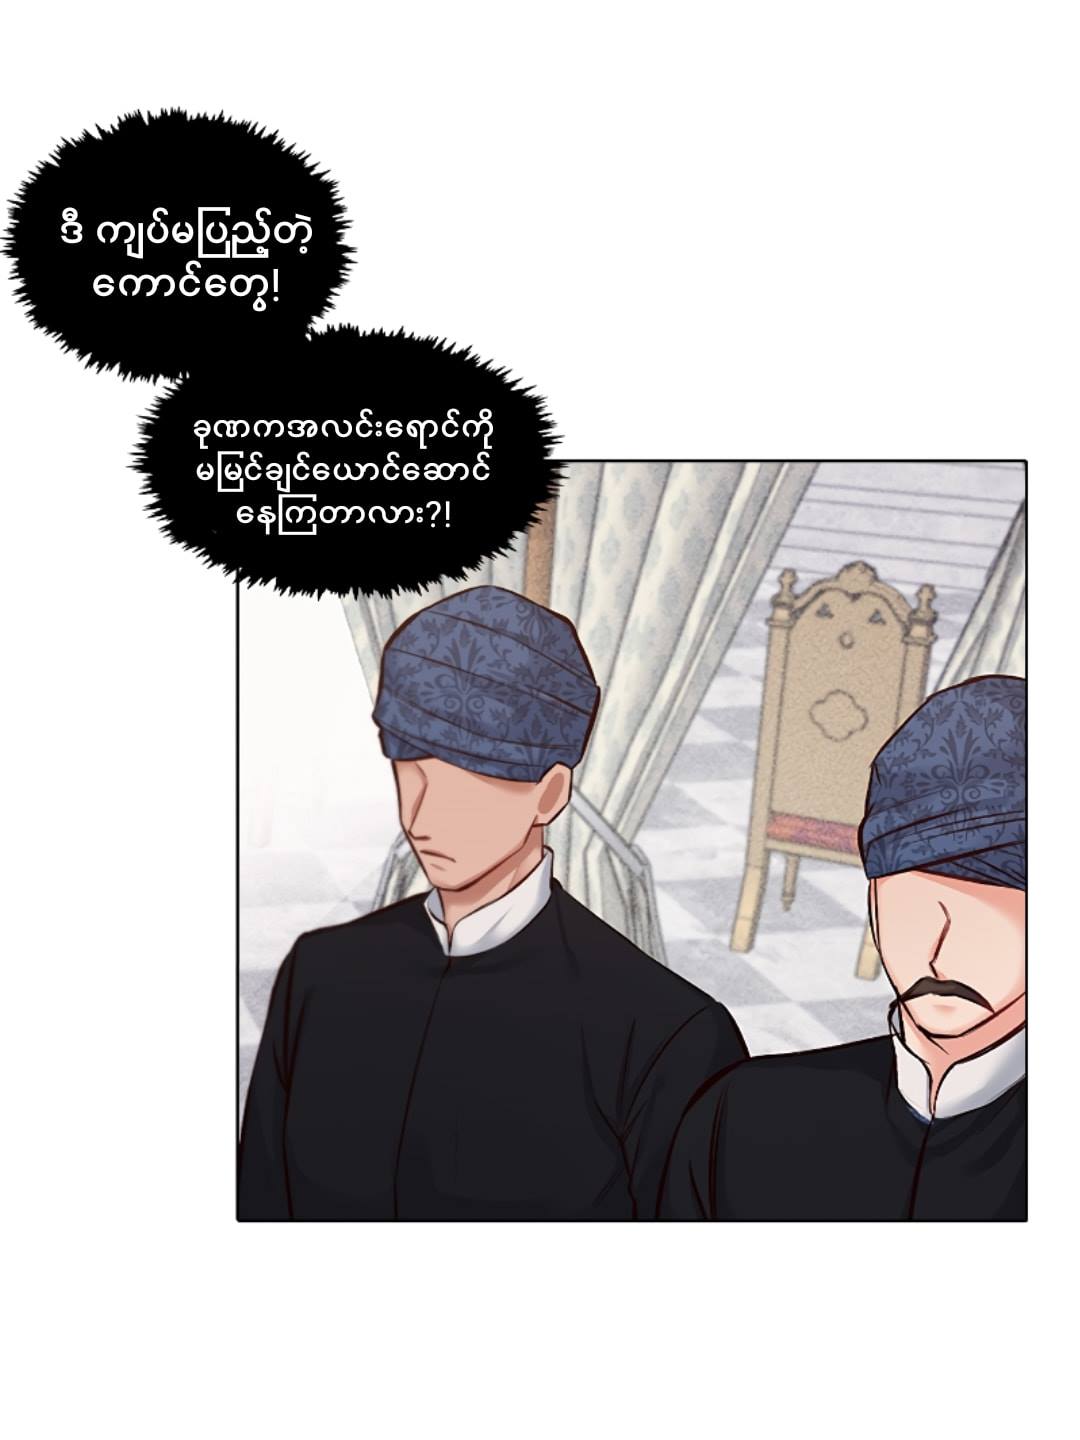 ဒီ ကျပ်မပြည့်တဲ့
ကောင်တွေ!
ခုဏကအလင်းရောင်ကို
မမြင်ချင်ယောင်ဆောင်
နေကြတာလား?!